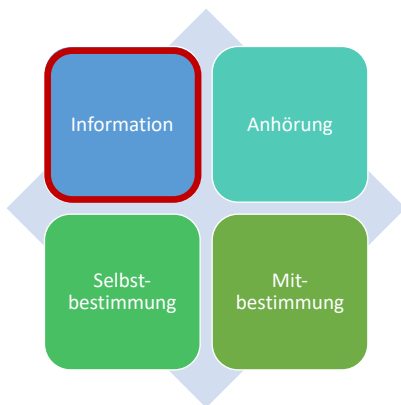 Information
Anhörung
Selbst-
bestimmung
Mit-
bestimmung